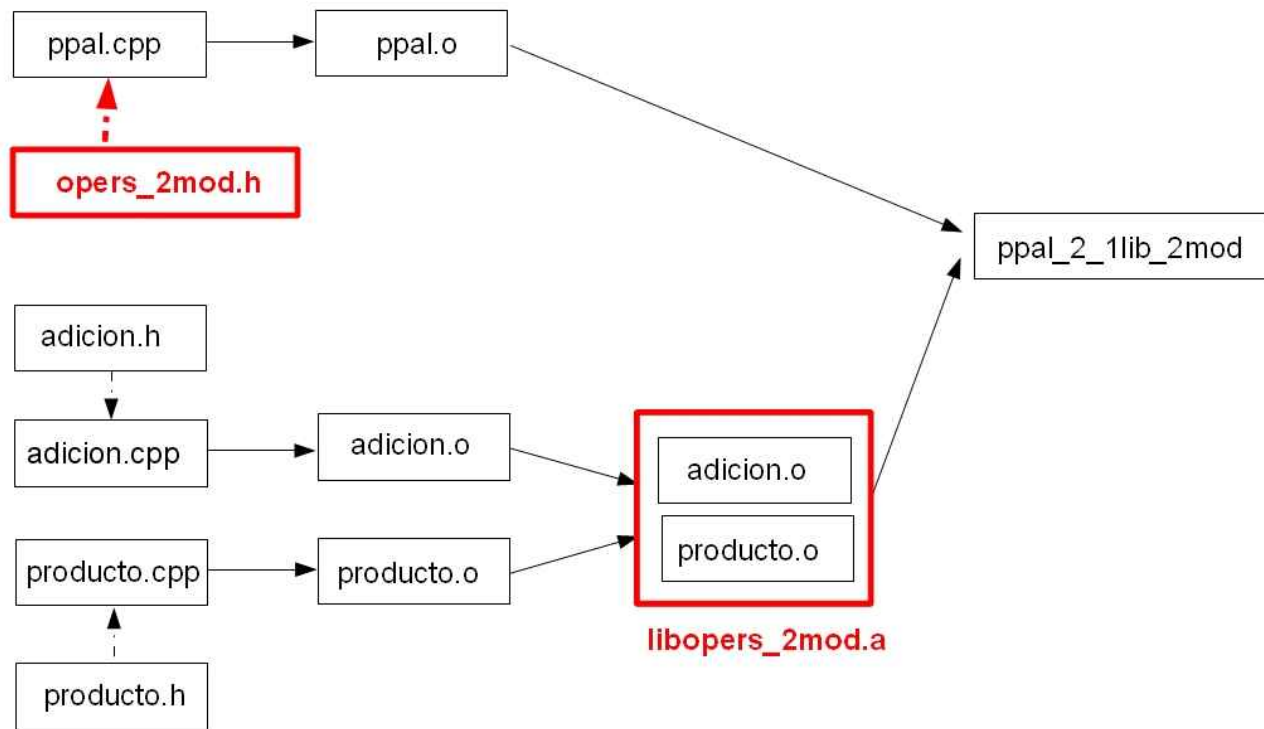 ppal.cpp
ppal.o
opers_2mod.h
ppal_2_1lib_2mod
adicion.h
adicion.cpp
adicion.o
adicion.o
producto.cpp
producto.o
producto.o
libopers_2mod.a
producto.h